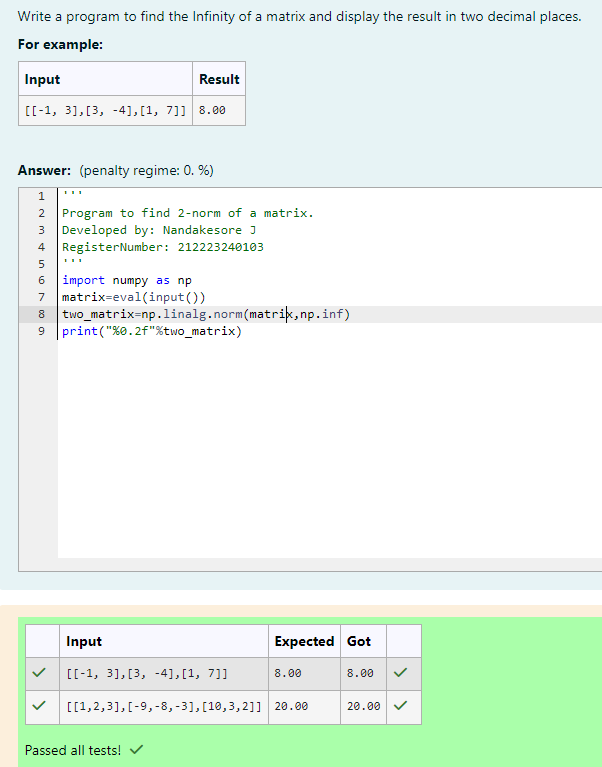 Write a program to find the Infinity of a matrix and display the result in two decimal places.
For example:
Input Result
[[-1, 3],[3, -4],[1, 7]] 8.00
Answer: (penalty regime: 0. %)
1 '''
2 Program to find 2-norm of a matrix.
3 Developed by: Nandakesore J
4 RegisterNumber: 212223240103
5 '''
6 import numpy as np
7 matrix=eval(input())
8 two_matrix=np.linalg.norm(matrix,np.inf)
9 print("%0.2f"%two_matrix)
Input Expected Got
[[-1, 3],[3, -4],[1, 7]] 8.00 8.00
[[1,2,3],[-9,-8,-3],[10,3,2]] 20.00 20.00
Passed all tests!